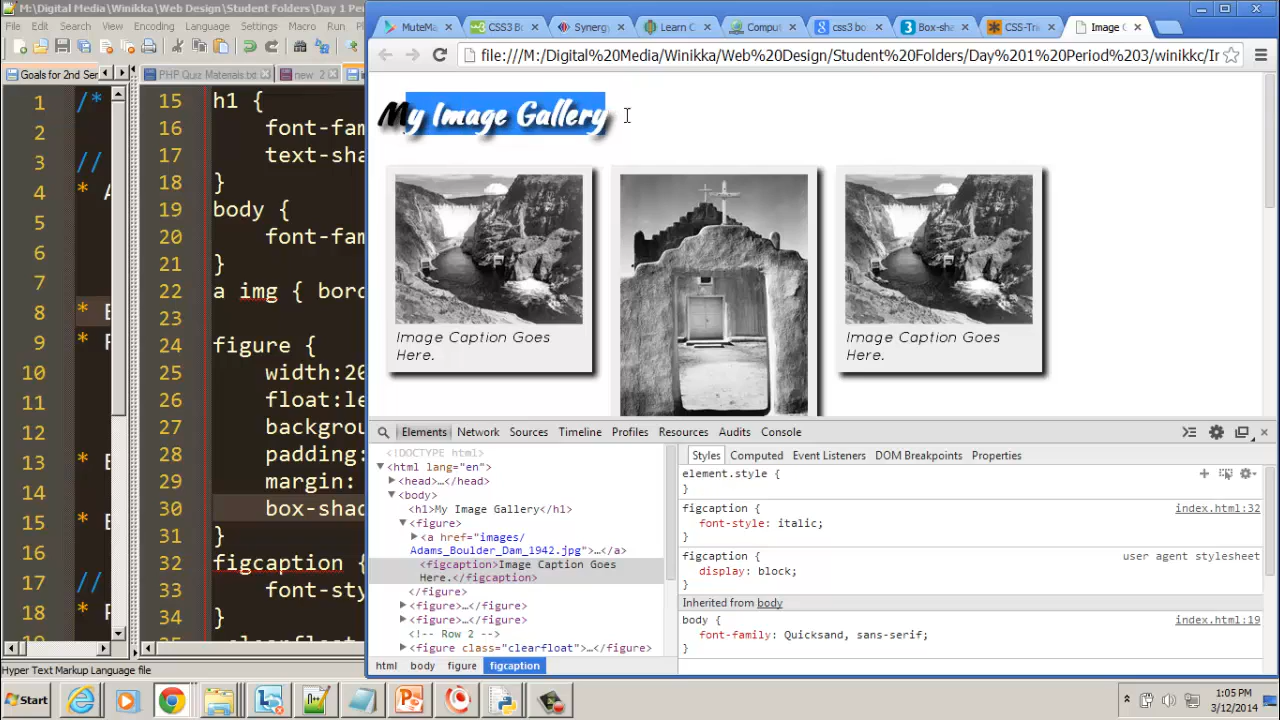 M:\Digital Media\Winikka\Web Design\Student Folders\Day 1 Per
File Edit Search View Encoding Language Settings Macro Run
Goals for 2nd Ser
PHP Quiz Materials.txt
new 2
1 /*
2
3 //
4 * A
5
6
7
8 * E
9 * F
10
11
12
13 * E
14
15 * E
16
17 //
18 * F
15 h1 {
16 font-fam
17 text-sha
18 }
19 body {
20 font-fam
21 }
22 a img { bord
23
24 figure {
25 width:20
26 float:le
27 backgrou
28 padding:
29 margin:
30 box-shad
31 }
32 figcaption {
33 font-sty
34 }
Hyper Text Markup Language file
MuteMa
CSS3 B
Synergy
Learn C
Comput
css3 bo
Box-sha
CSS-Tri
Image G
file:///M:/Digital%20Media/Winikka/Web%20Design/Student%20Folders/Day%201%20Period%203/winikkc/Ir
My Image Gallery
Image Caption Goes
Here.
Image Caption Goes
Here.
Elements Network Sources Timeline Profiles Resources Audits Console
<!DOCTYPE html>
<html lang="en">
<head>…</head>
<body>
<h1>My Image Gallery</h1>
<figure>
<a href="images/
Adams_Boulder_Dam_1942.jpg">…</a>
<figcaption>Image Caption Goes
Here.</figcaption>
</figure>
<figure>…</figure>
<figure>…</figure>
<!-- Row 2 -->
<figure class="clearfloat">…</figure>
html body figure figcaption
Styles Computed Event Listeners DOM Breakpoints Properties
element.style {
}
figcaption { index.html:32
font-style: italic;
}
figcaption { user agent stylesheet
display: block;
}
Inherited from body
body { index.html:19
font-family: Quicksand, sans-serif;
}
Start
1:05 PM
3/12/2014